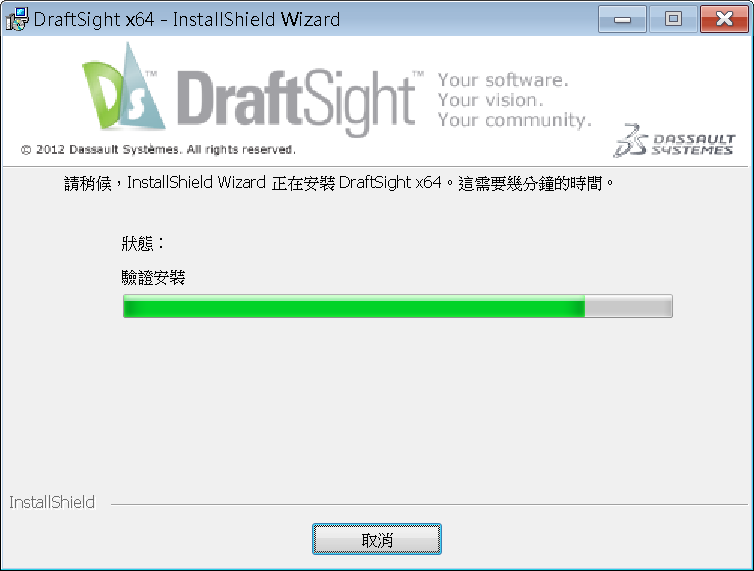 DraftSight x64 - InstallShield Wizard
DS™ DraftSight™
Your software.
Your vision.
Your community.
© 2012 Dassault Systèmes. All rights reserved.
DASSAULT
SYSTEMES
請稍候，InstallShield Wizard 正在安裝 DraftSight x64。這需要幾分鐘的時間。
狀態：
驗證安裝
InstallShield
取消